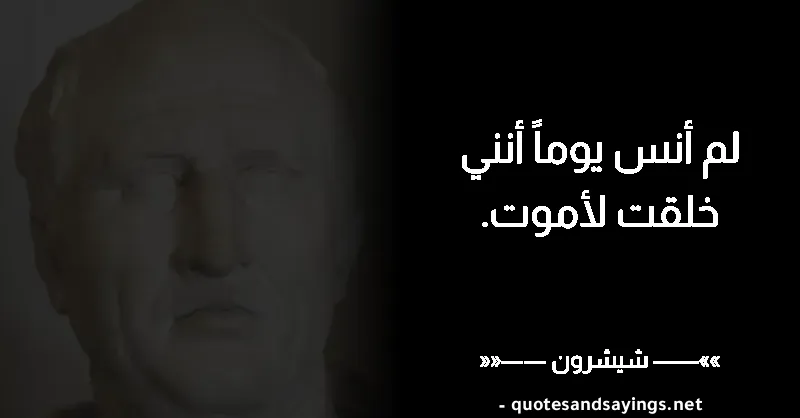 لم أنس يوماً أنني
خلقت لأموت.
»»—— شيشرون ——««
- quotesandsayings.net